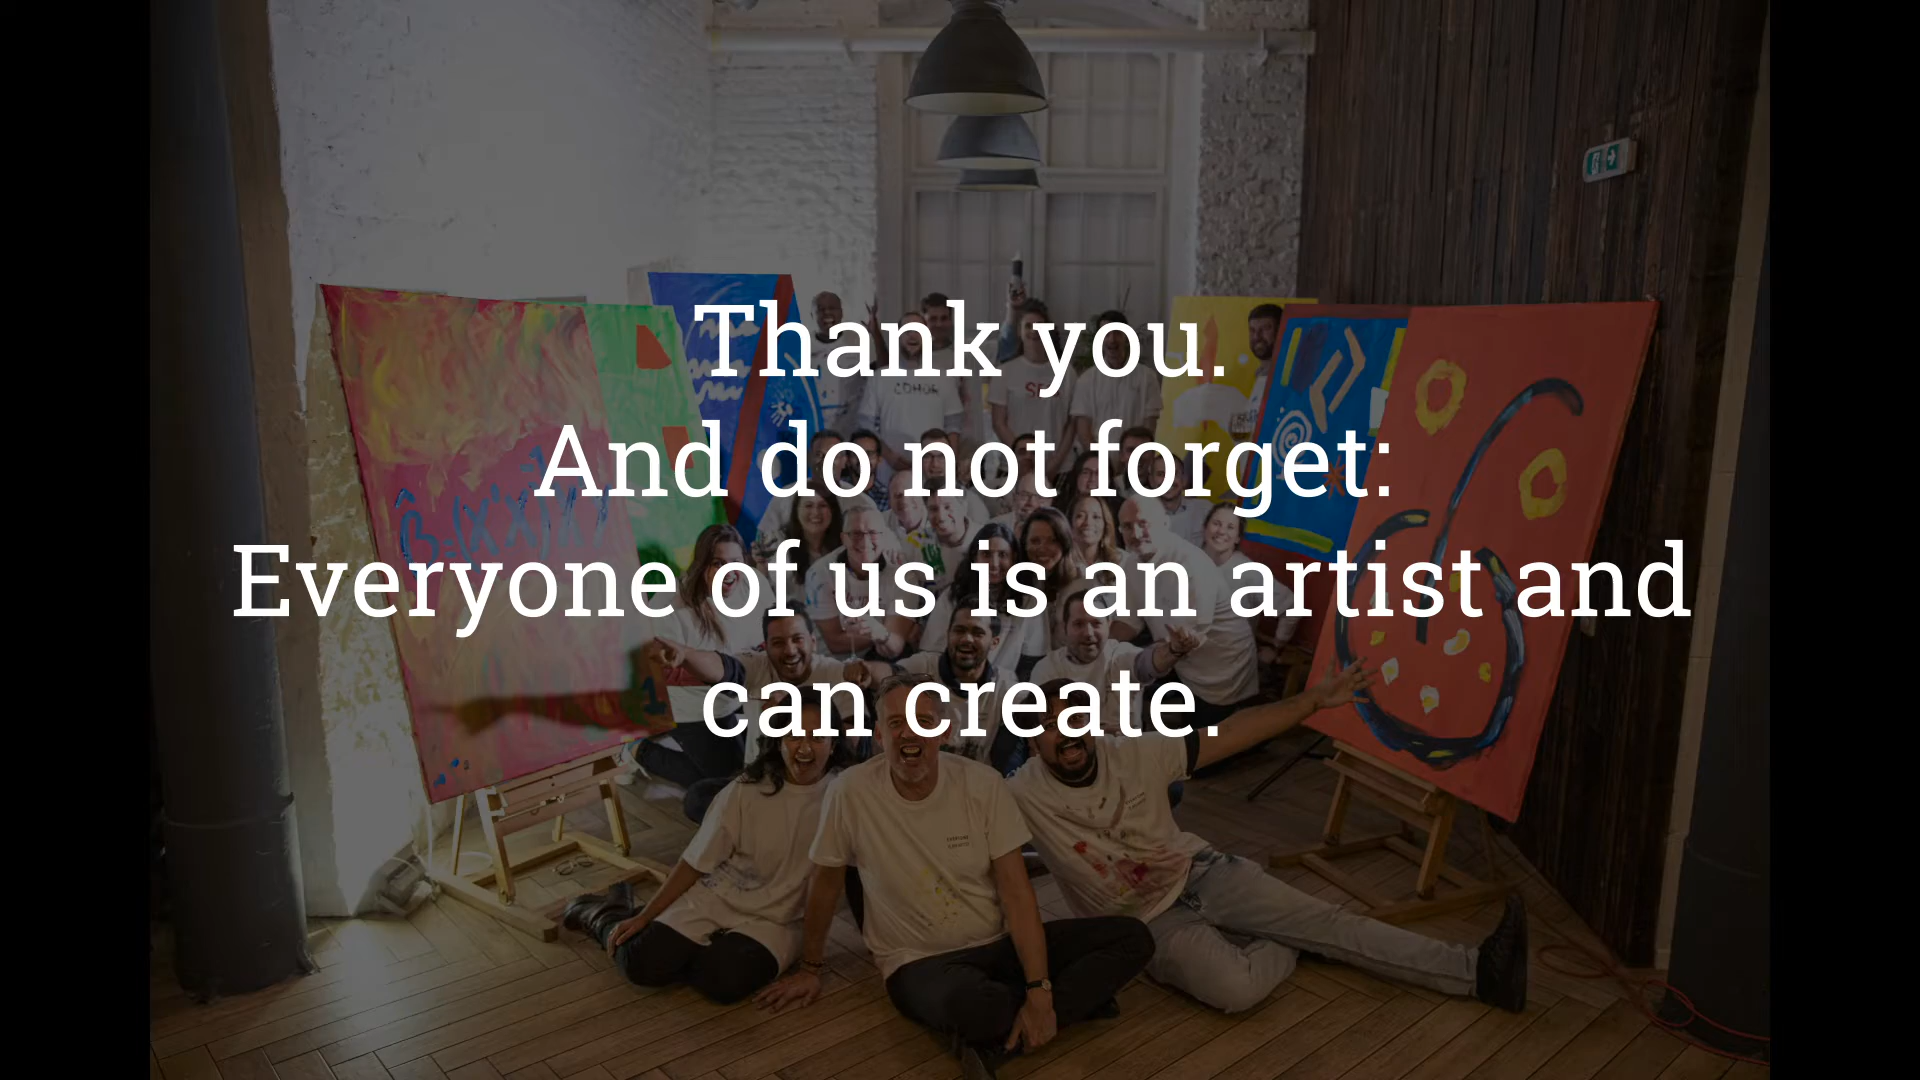 Thank you.
And do not forget:
Everyone of us is an artist and
can create.